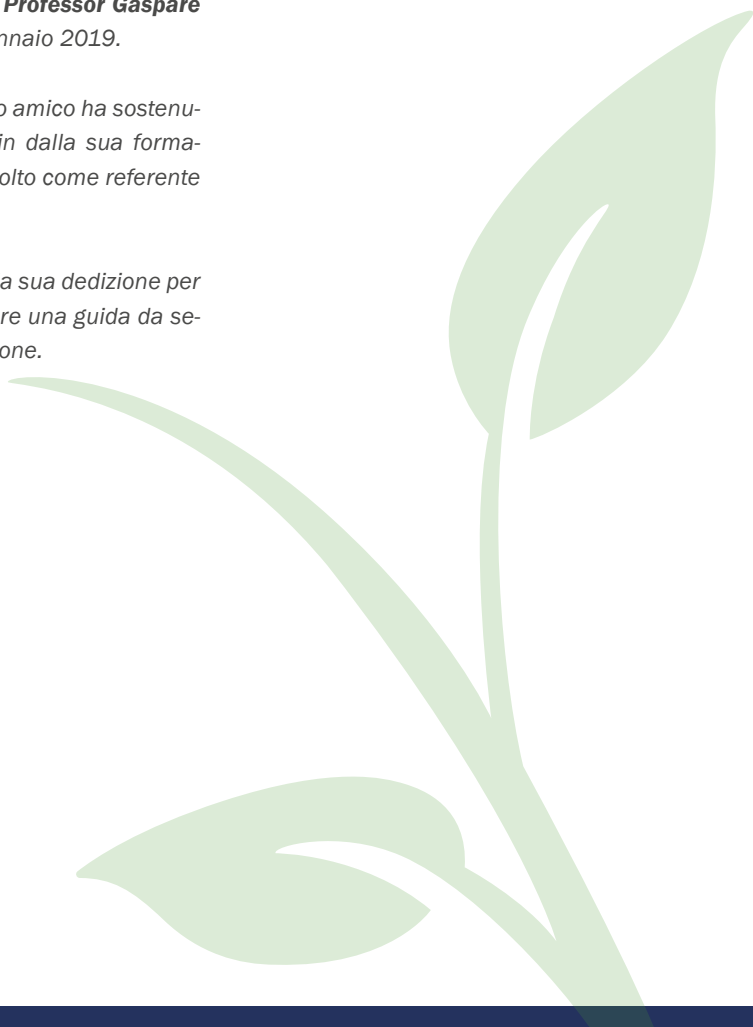 Professor Gaspare
nnaio 2019.
o amico ha sostenu-
in dalla sua forma-
olto come referente
a sua dedizione per
re una guida da se-
one.